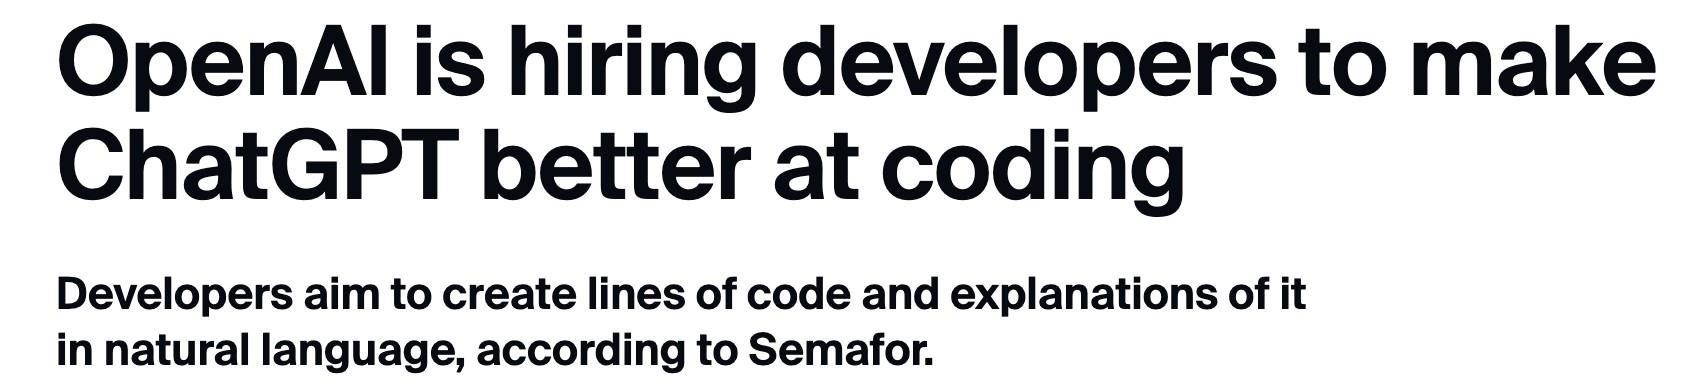 OpenAI is hiring developers to make
ChatGPT better at coding
Developers aim to create lines of code and explanations of it
in natural language, according to Semafor.